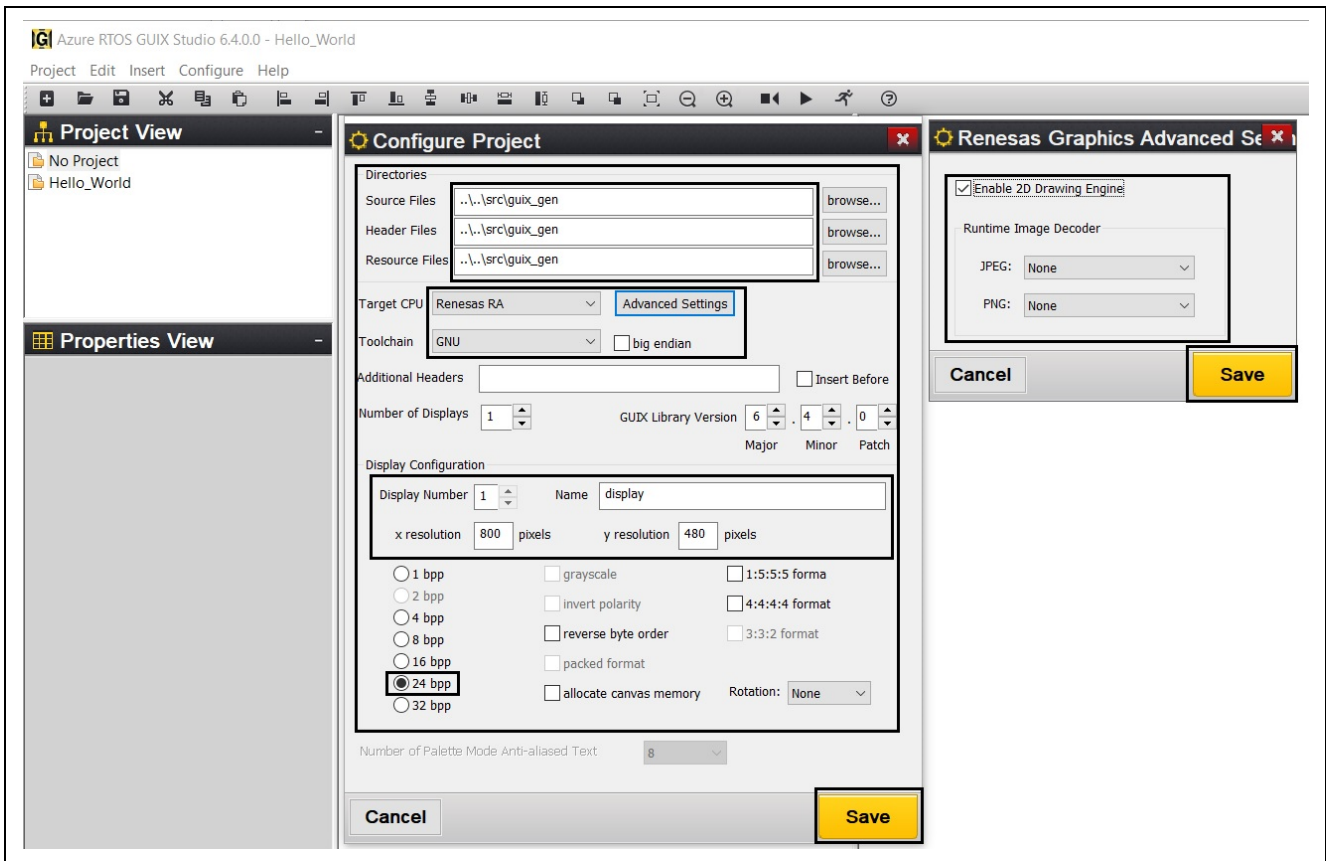 Azure RTOS GUIX Studio 6.4.0.0 - Hello_World
Project Edit Insert Configure Help
Project View
No Project
Hello_World
Properties View
Configure Project
Directories
Source Files ..\..\src\guix_gen browse...
Header Files ..\..\src\guix_gen browse...
Resource Files ..\..\src\guix_gen browse...
Target CPU Renesas RA Advanced Settings
Toolchain GNU big endian
Additional Headers Insert Before
Number of Displays 1 GUIX Library Version 6 . 4 . 0
Major Minor Patch
Display Configuration
Display Number 1 Name display
x resolution 800 pixels y resolution 480 pixels
1 bpp grayscale 1:5:5:5 forma
2 bpp invert polarity 4:4:4:4 format
4 bpp
8 bpp reverse byte order 3:3:2 format
16 bpp packed format
24 bpp allocate canvas memory Rotation: None
32 bpp
Number of Palette Mode Anti-aliased Text 8
Cancel Save
Renesas Graphics Advanced Se
Enable 2D Drawing Engine
Runtime Image Decoder
JPEG: None
PNG: None
Cancel Save